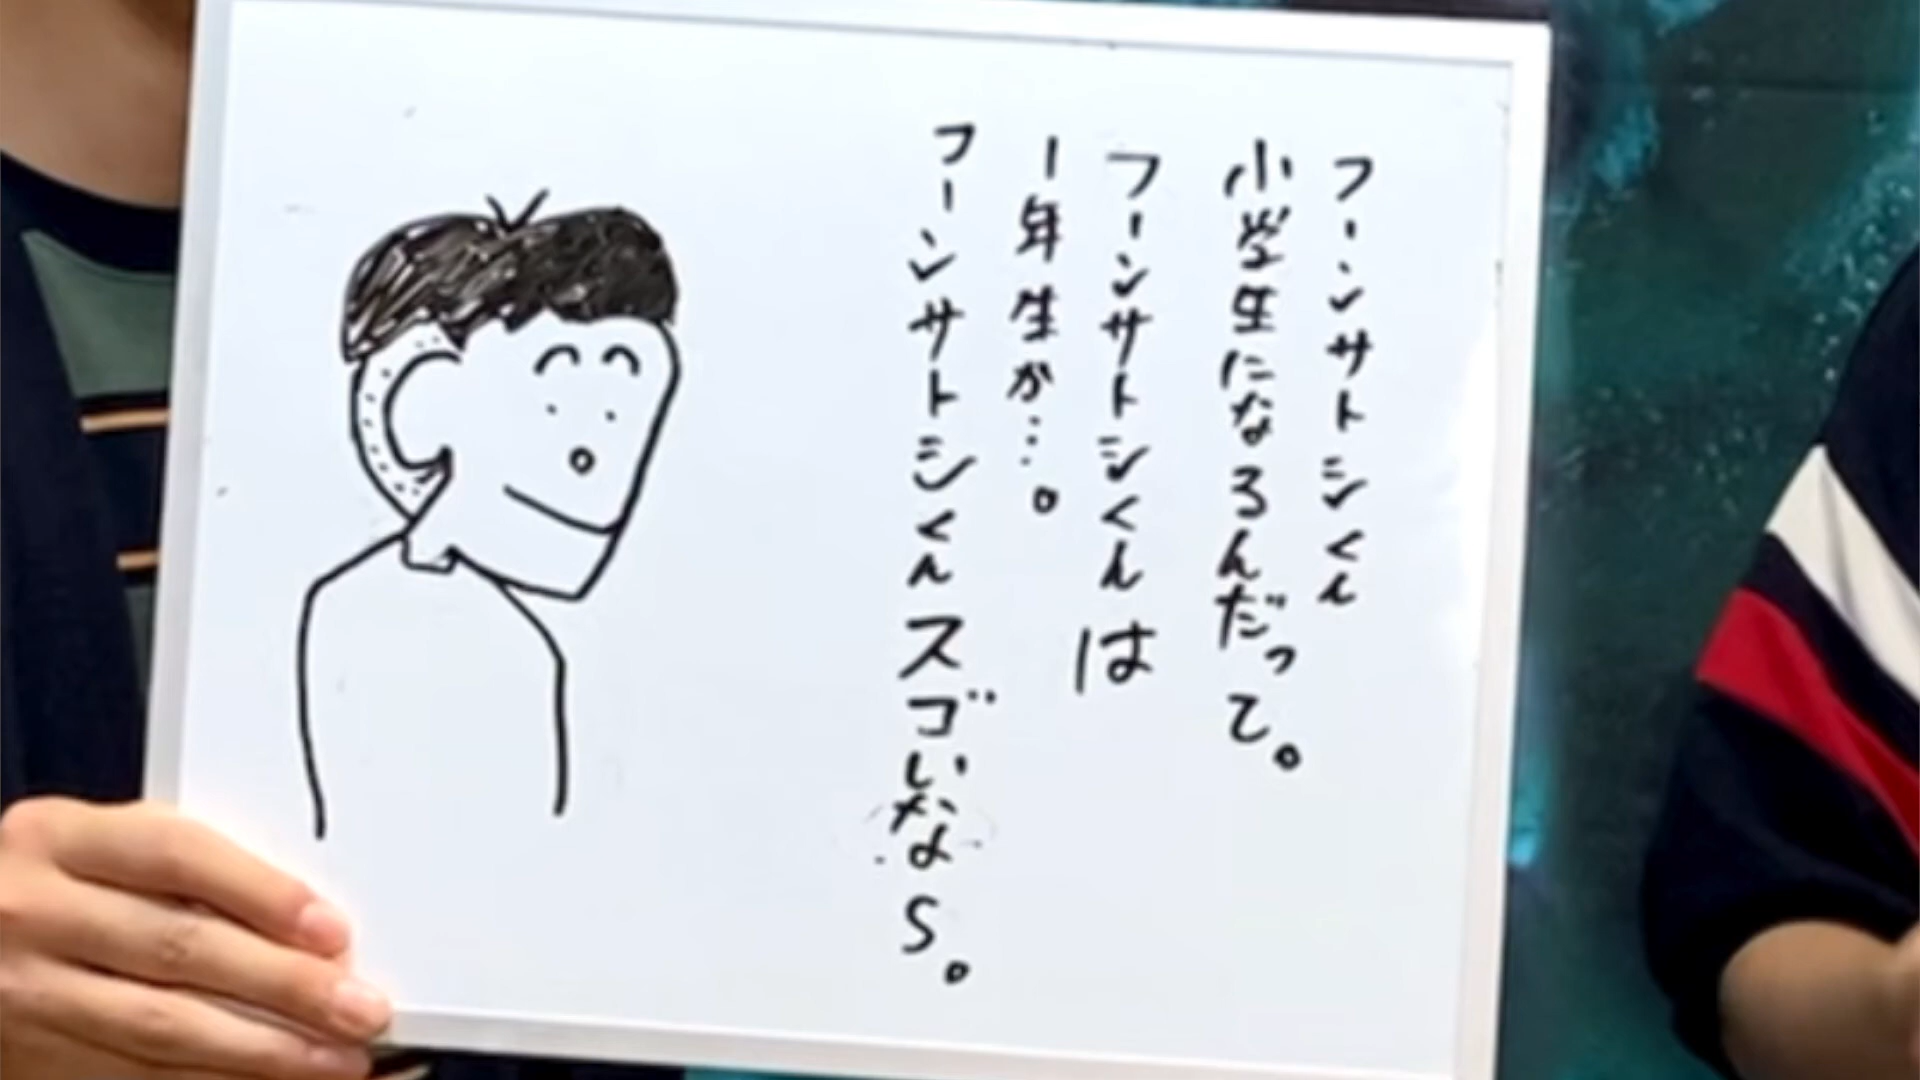 フーンサトシくん
小学生になるんだって。
フーンサトシくんは
1年生か…。
フーンサトシくんスゴいなぁS。